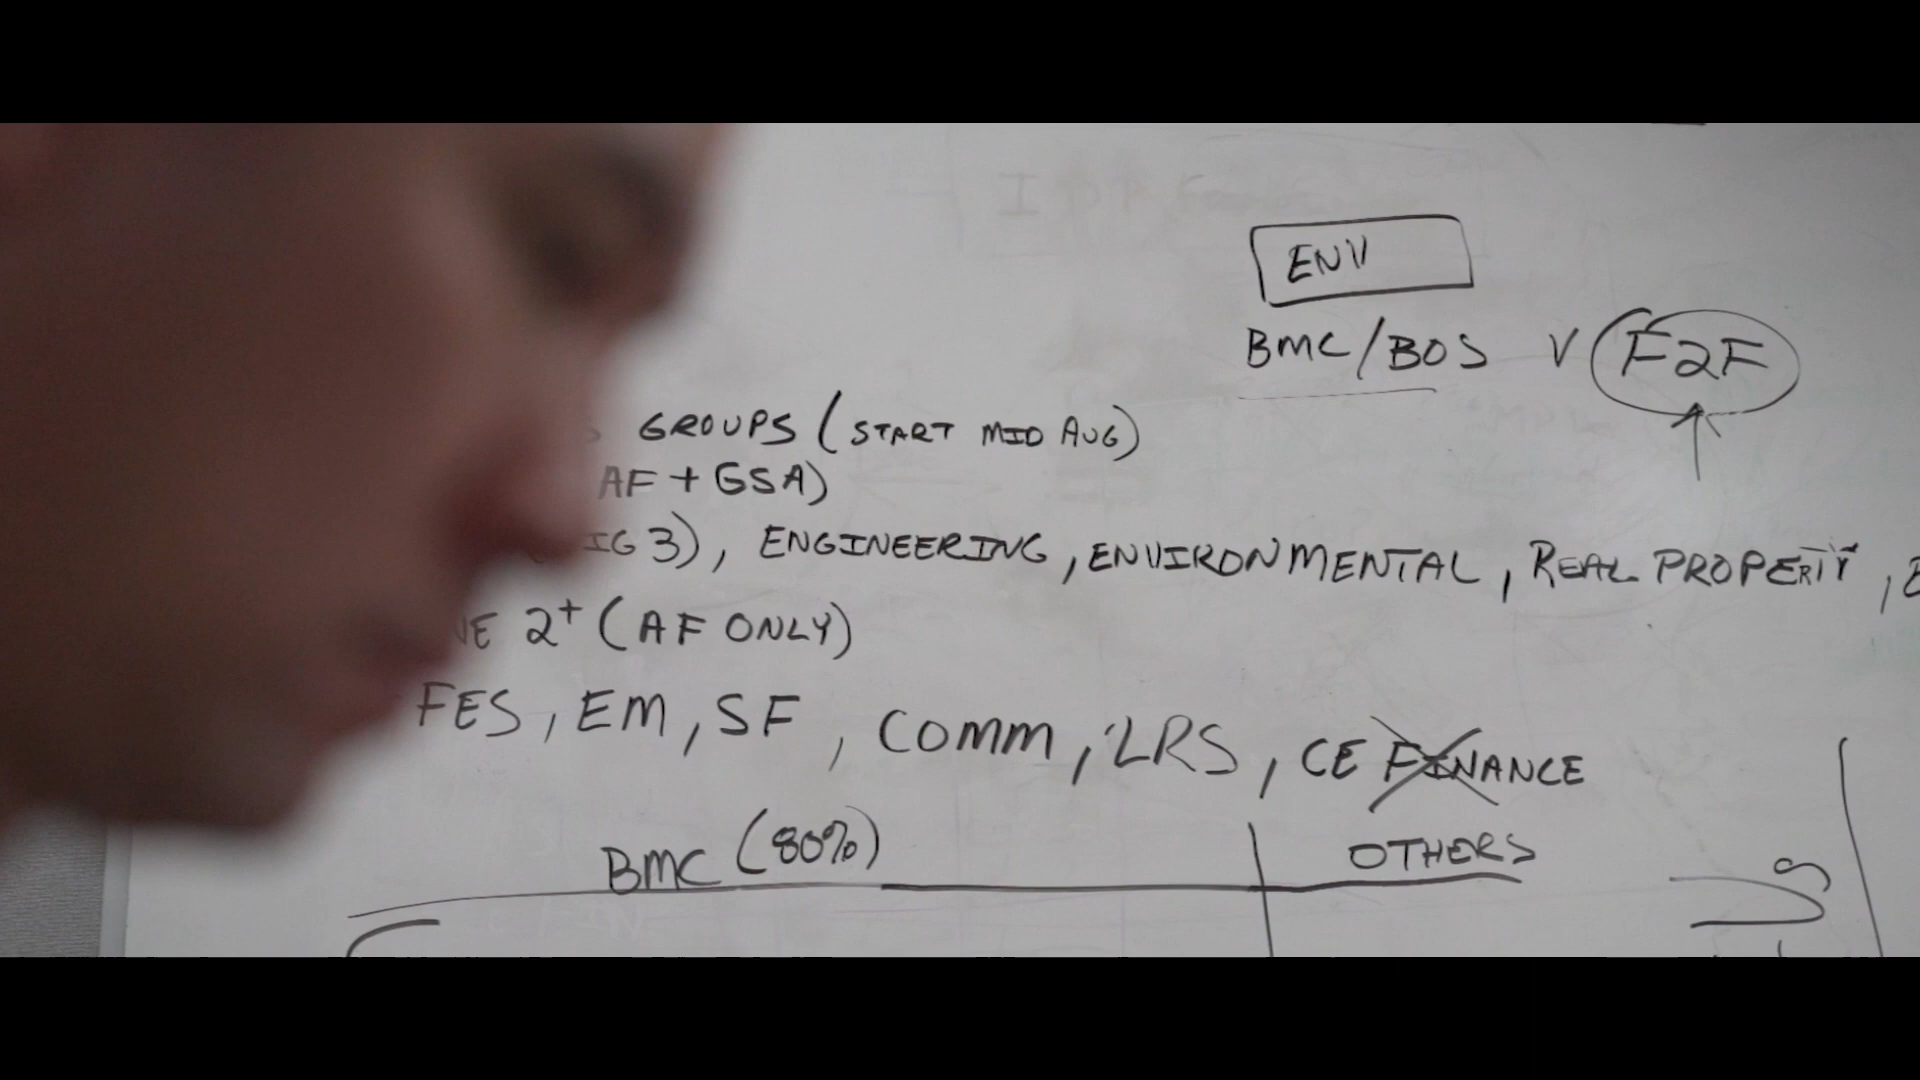 ENV
BMC/BOS V F2F
GROUPS (START MID AUG)
AF + GSA)
IG 3), ENGINEERING, ENVIRONMENTAL, REAL PROPERTY,
2+ (AF ONLY)
FES, EM, SF, COMM, LRS, CE FINANCE
BMC (80%) OTHERS